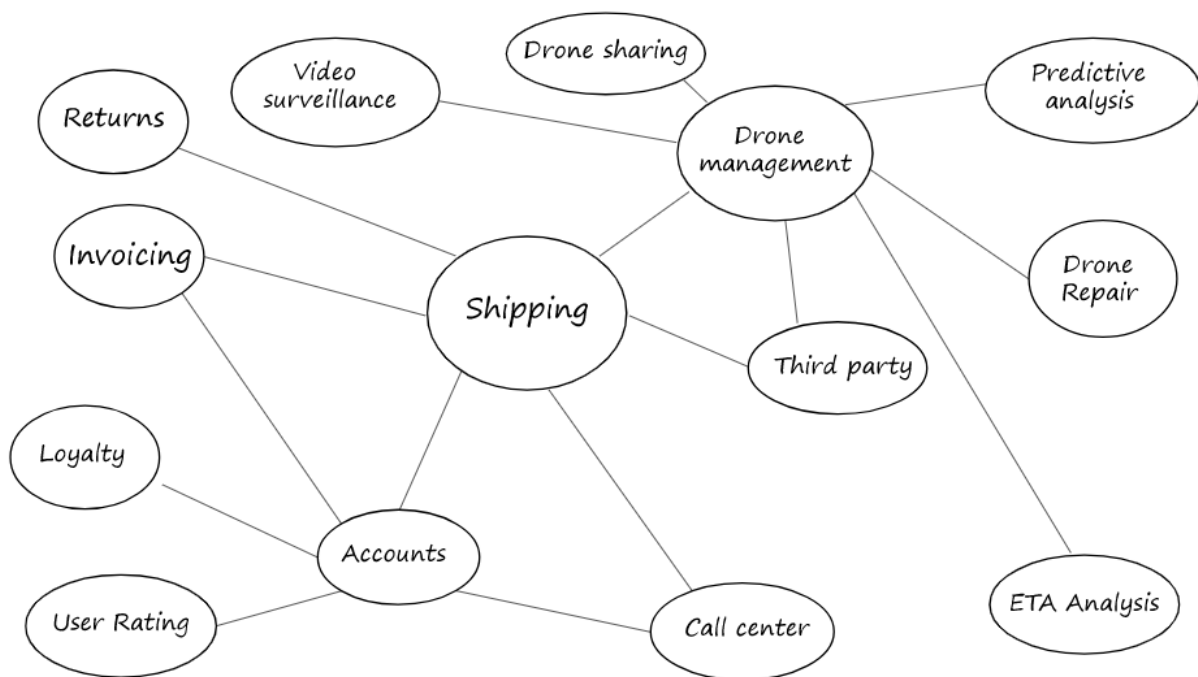 Drone sharing
Video
surveillance
Predictive
analysis
Returns
Drone
management
Invoicing
Drone
Repair
Shipping
Third party
Loyalty
Accounts
ETA Analysis
User Rating
Call center